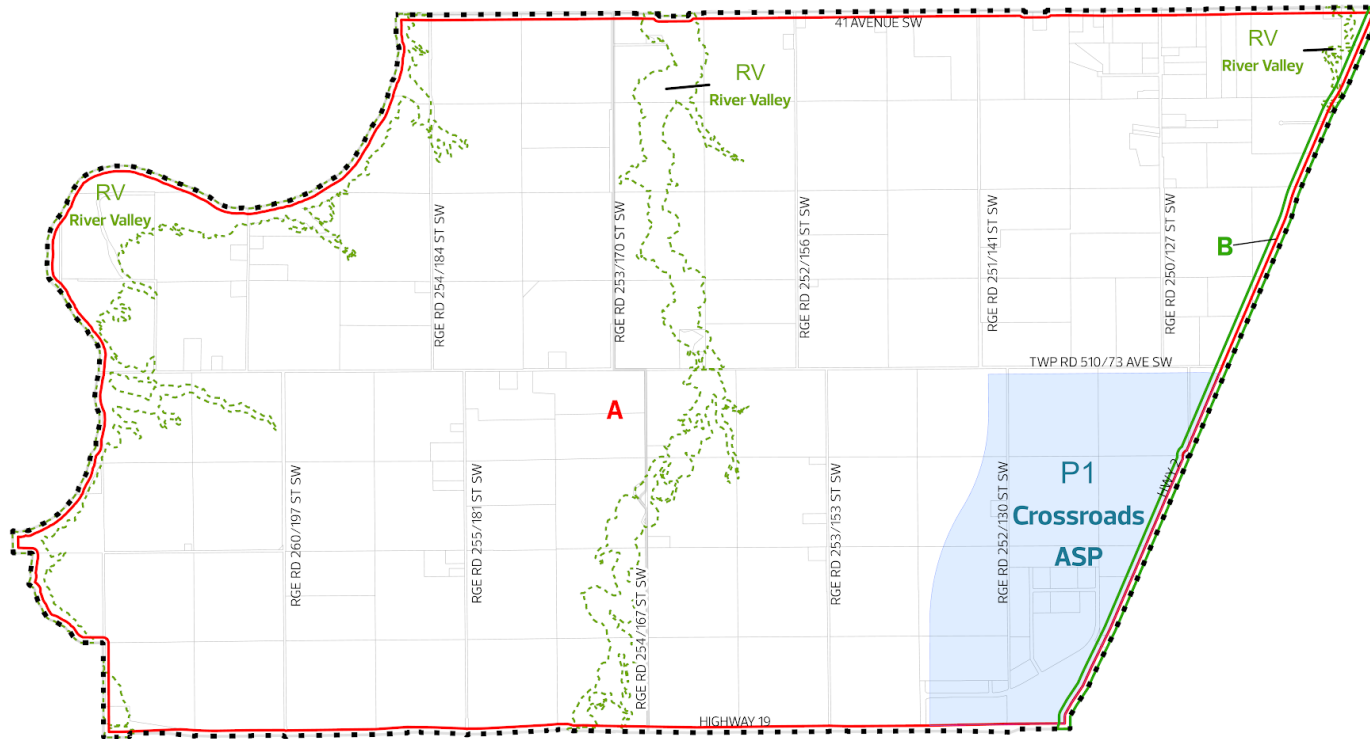 41 AVENUE SW
RV
River Valley
RV
River Valley
RV
River Valley
RGE RD 254/184 ST SW
RGE RD 253/170 ST SW
RGE RD 252/156 ST SW
RGE RD 251/141 ST SW
RGE RD 250/127 ST SW
B
TWP RD 510/73 AVE SW
A
HWY 2
P1
Crossroads
ASP
RGE RD 260/197 ST SW
RGE RD 255/181 ST SW
RGE RD 254/167 ST SW
RGE RD 253/153 ST SW
RGE RD 252/130 ST SW
HIGHWAY 19